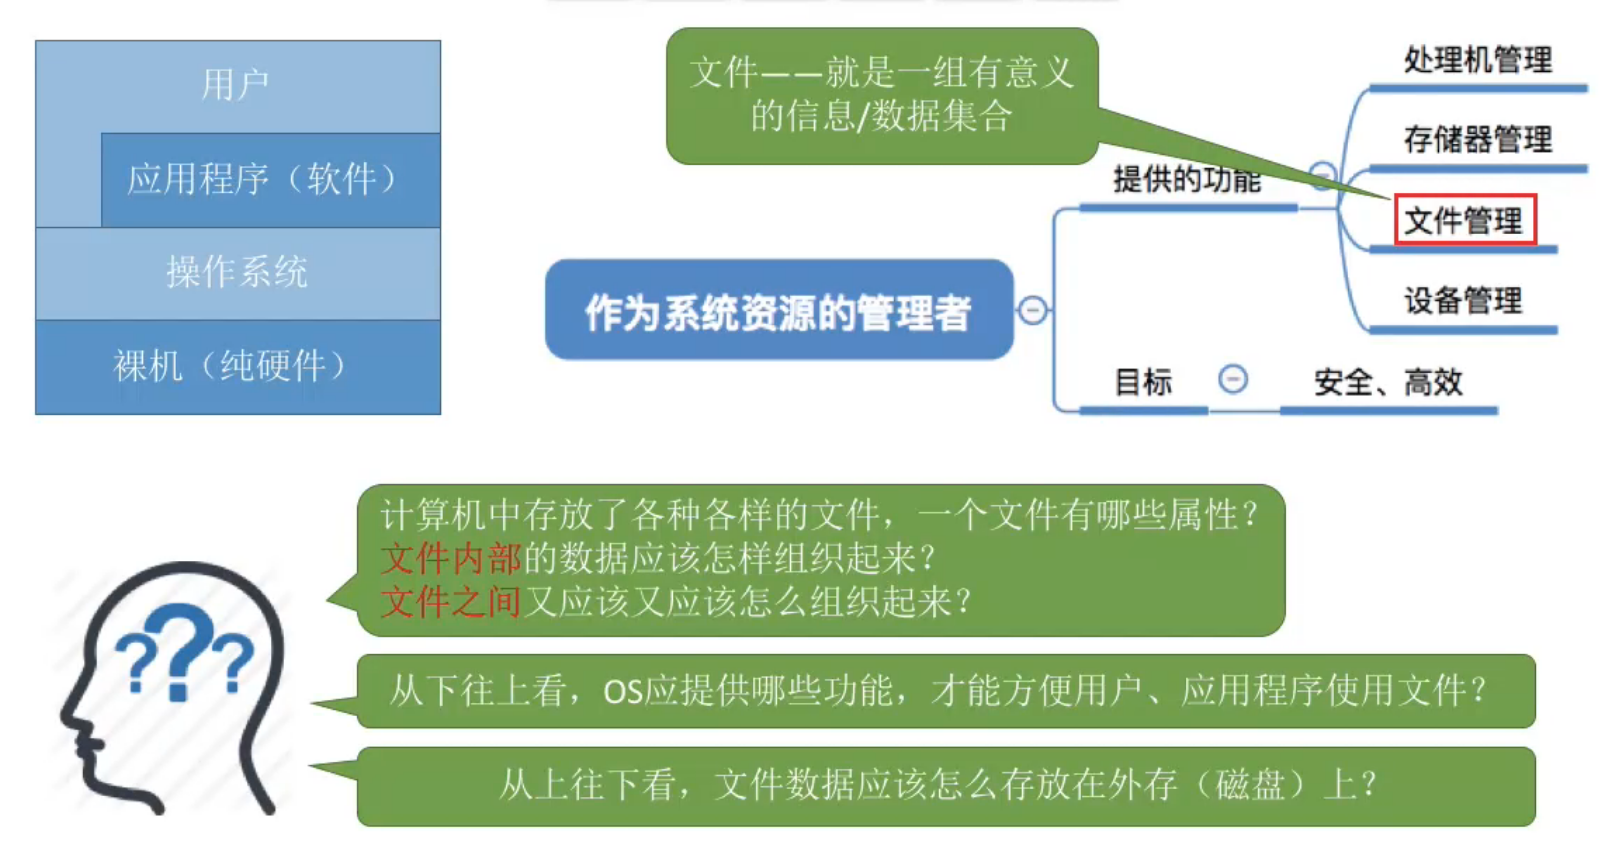 用户
应用程序（软件）
操作系统
裸机（纯硬件）
文件——就是一组有意义
的信息/数据集合
作为系统资源的管理者
提供的功能
处理机管理
存储器管理
文件管理
设备管理
目标
安全、高效
???
计算机中存放了各种各样的文件，一个文件有哪些属性？
文件内部的数据应该怎样组织起来？
文件之间又应该又应该怎么组织起来？
从下往上看，OS应提供哪些功能，才能方便用户、应用程序使用文件？
从上往下看，文件数据应该怎么存放在外存（磁盘）上？